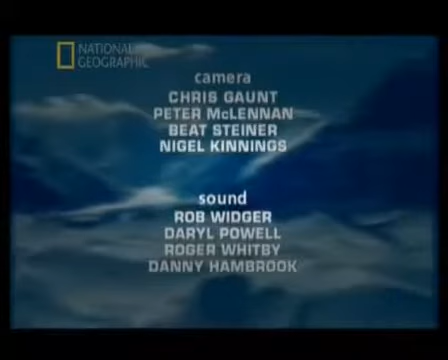 NATIONAL
GEOGRAPHIC
camera
CHRIS GAUNT
PETER McLENNAN
BEAT STEINER
NIGEL KINNINGS
sound
ROB WIDGER
DARYL POWELL
ROGER WHITBY
DANNY HAMBROOK